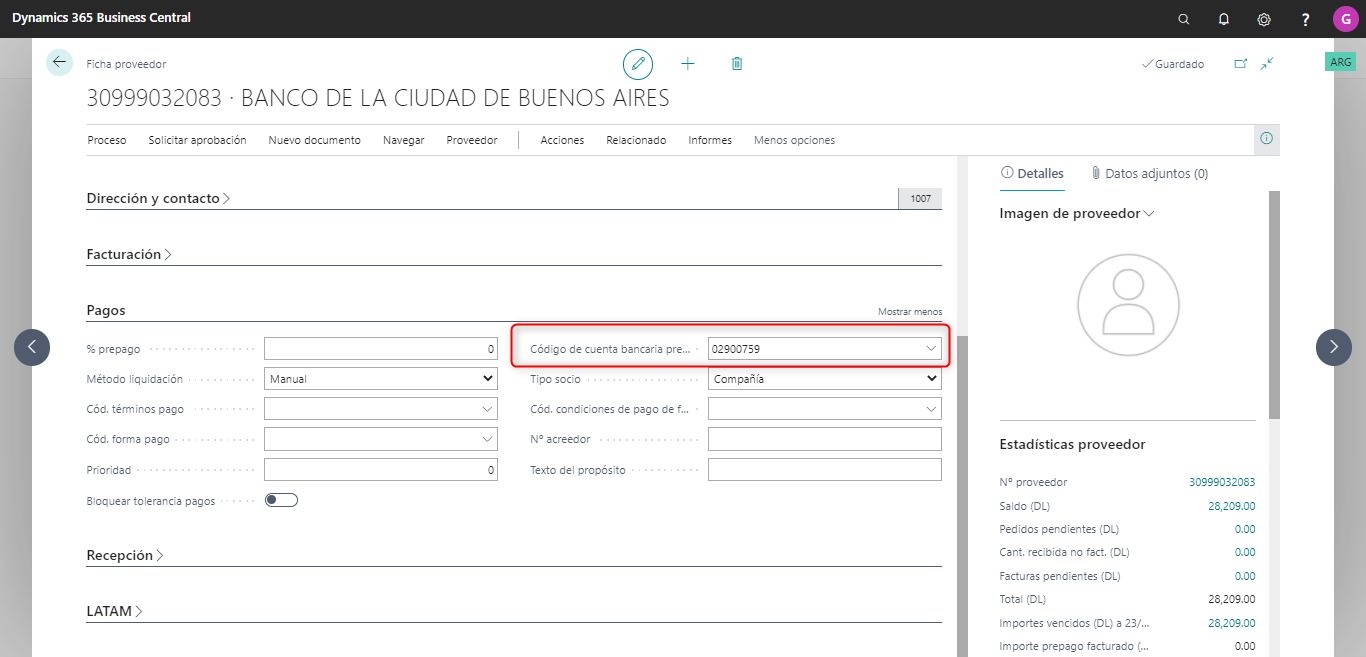 Dynamics 365 Business Central
?
G
Ficha proveedor
Guardado
ARG
30999032083 · BANCO DE LA CIUDAD DE BUENOS AIRES
Proceso Solicitar aprobación Nuevo documento Navegar Proveedor Acciones Relacionado Informes Menos opciones
Dirección y contacto
1007
Facturación
Pagos
Mostrar menos
% prepago 0
Método liquidación Manual
Cód. términos pago
Cód. forma pago
Prioridad 0
Bloquear tolerancia pagos
Código de cuenta bancaria pre... 02900759
Tipo socio Compañía
Cód. condiciones de pago de f...
Nº acreedor
Texto del propósito
Recepción
LATAM
Detalles Datos adjuntos (0)
Imagen de proveedor
Estadísticas proveedor
Nº proveedor 30999032083
Saldo (DL) 28,209.00
Pedidos pendientes (DL) 0.00
Cant. recibida no fact. (DL) 0.00
Facturas pendientes (DL) 0.00
Total (DL) 28,209.00
Importes vencidos (DL) a 23/... 28,209.00
Importe prepago facturado (... 0.00